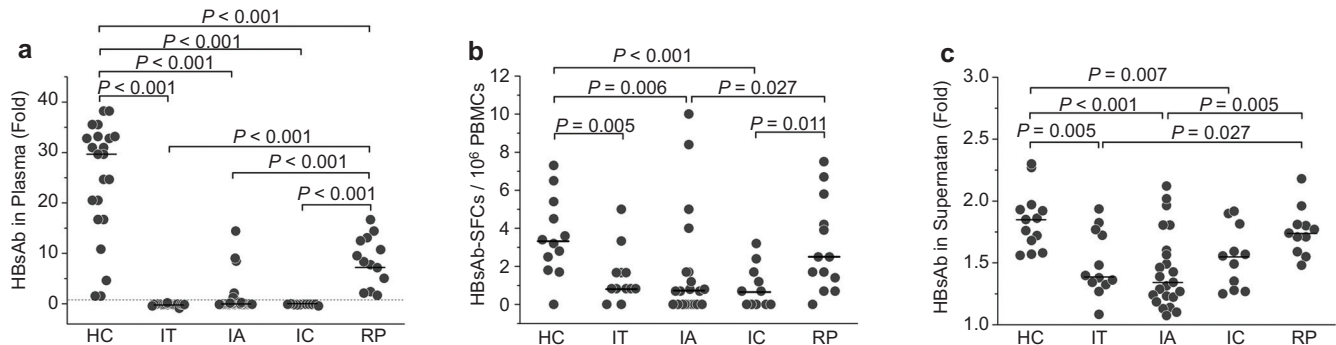 a
P < 0.001
P < 0.001
P < 0.001
P < 0.001
P < 0.001
P < 0.001
P < 0.001
HBsAb in Plasma (Fold)
40
30
20
10
0
HC IT IA IC RP
b
P < 0.001
P = 0.006 P = 0.027
P = 0.005 P = 0.011
HBsAb-SFCs / 10⁶ PBMCs
12
10
8
6
4
2
0
HC IT IA IC RP
c
P = 0.007
P < 0.001 P = 0.005
P = 0.005 P = 0.027
HBsAb in Supernatan (Fold)
3.0
2.5
2.0
1.5
1.0
HC IT IA IC RP